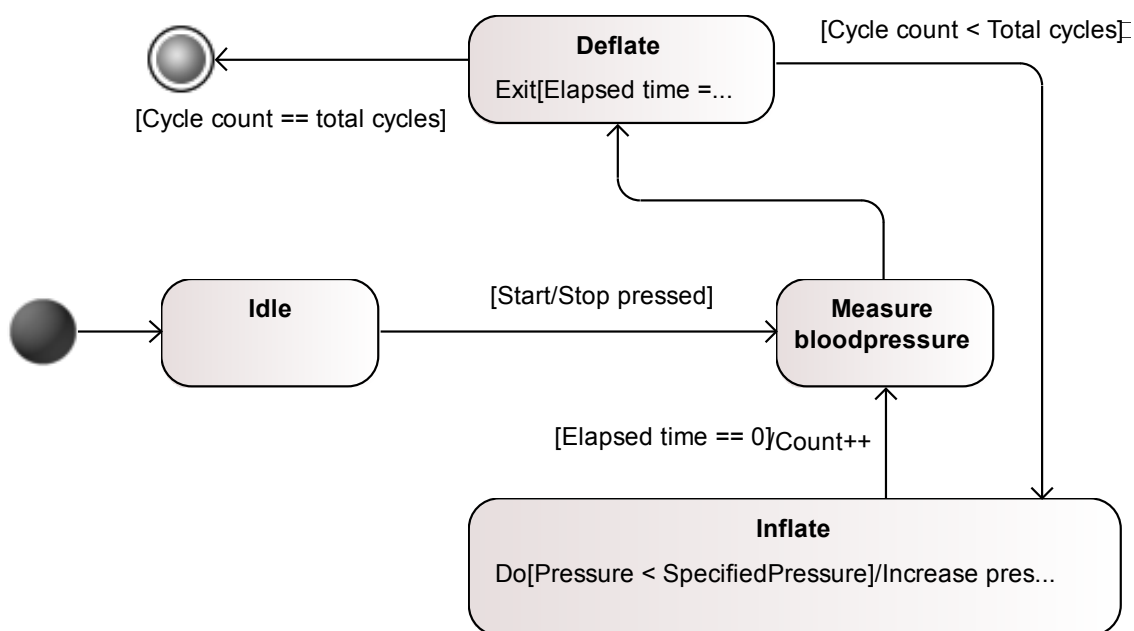 Deflate
Exit[Elapsed time =...
[Cycle count < Total cycles]
[Cycle count == total cycles]
Idle
[Start/Stop pressed]
Measure
bloodpressure
[Elapsed time == 0]/Count++
Inflate
Do[Pressure < SpecifiedPressure]/Increase pres...